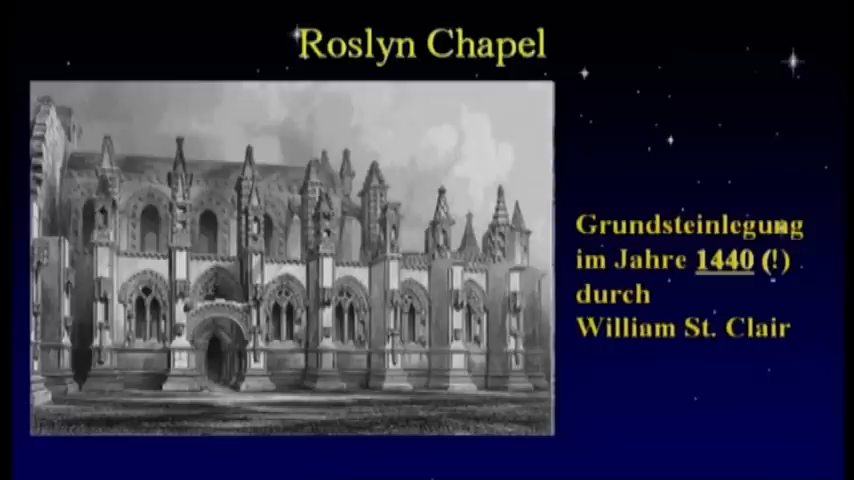 Roslyn Chapel
Grundsteinlegung
im Jahre 1440 (!)
durch
William St. Clair